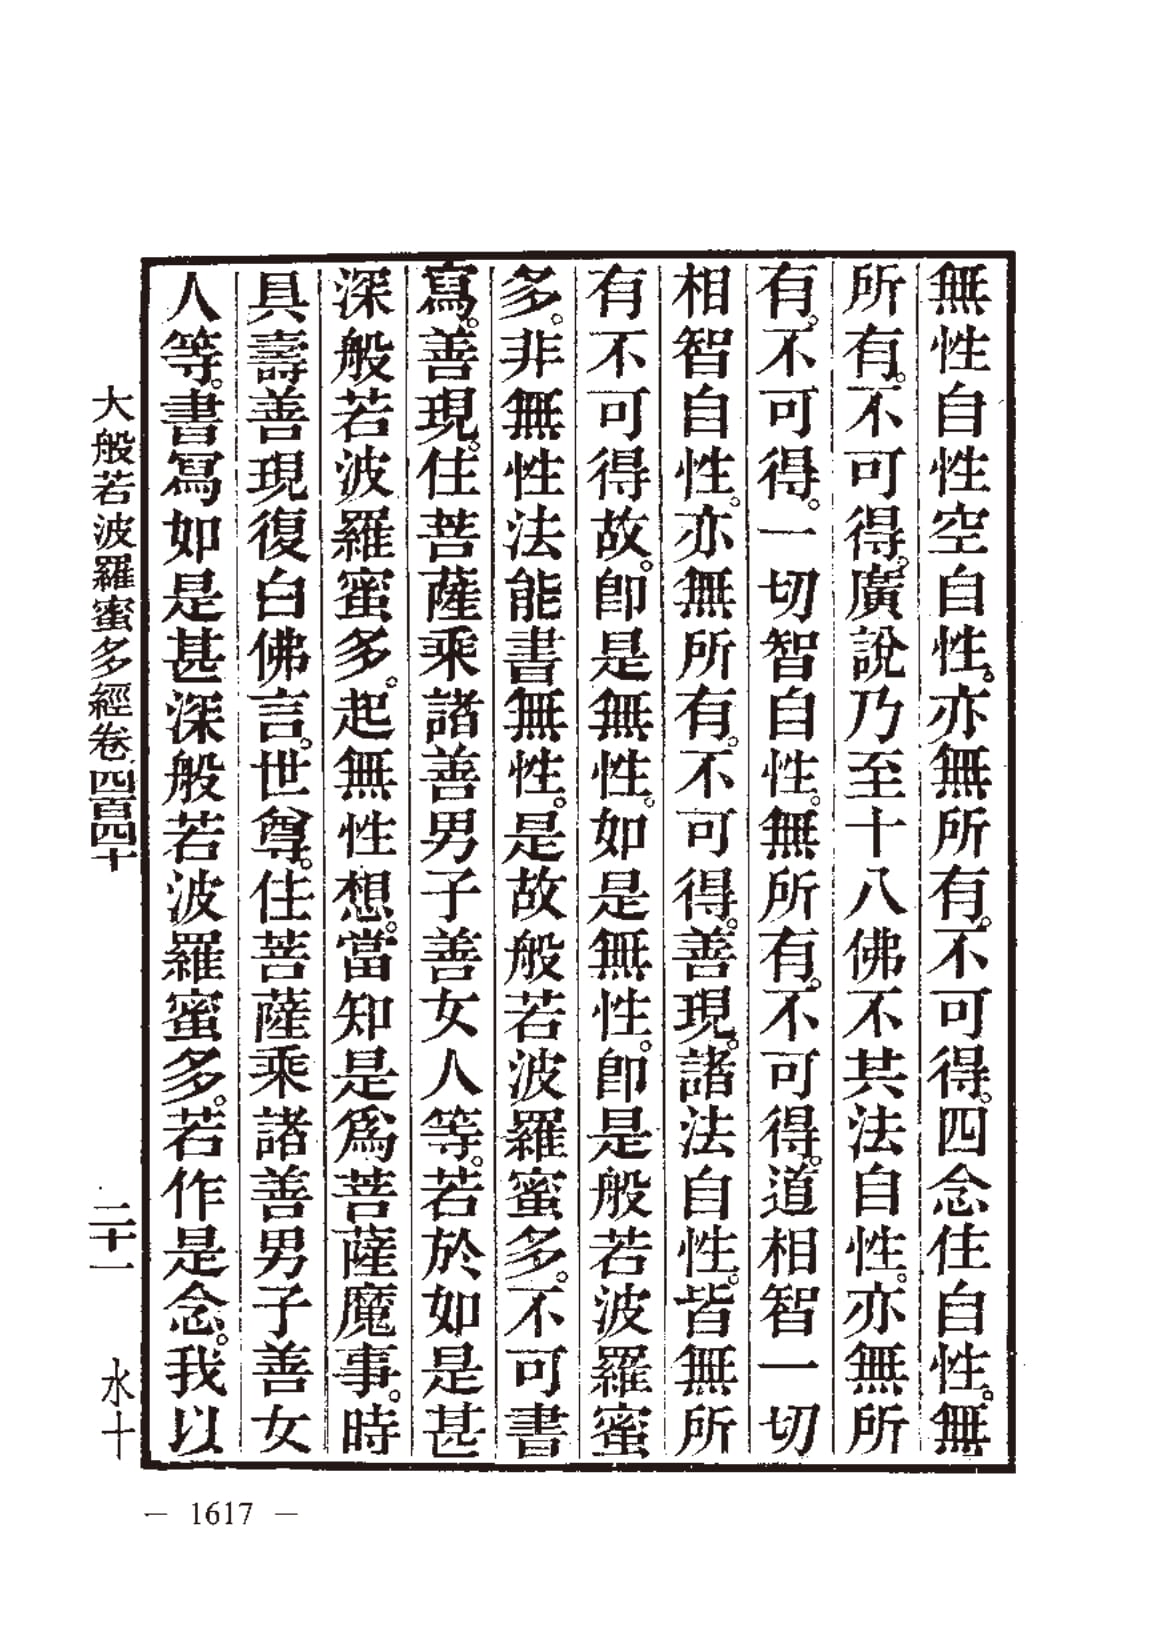 無性自性空自性。亦無所有。不可得。四念住自性。無
所有。不可得。廣說乃至十八佛不共法自性。亦無所
有。不可得。一切智自性。無所有。不可得。道相智一切
相智自性。亦無所有。不可得。善現。諸法自性。皆無所
有不可得故。卽是無性。如是無性。卽是般若波羅蜜
多。非無性法能書無性。是故般若波羅蜜多。不可書
寫。善現。住菩薩乘諸善男子善女人等。若於如是甚
深般若波羅蜜多。起無性想。當知是爲菩薩魔事。時
具壽善現復白佛言。世尊。住菩薩乘諸善男子善女
人等。書寫如是甚深般若波羅蜜多。若作是念。我以
大般若波羅蜜多經卷四百四十 二十一 水十
— 1617 —